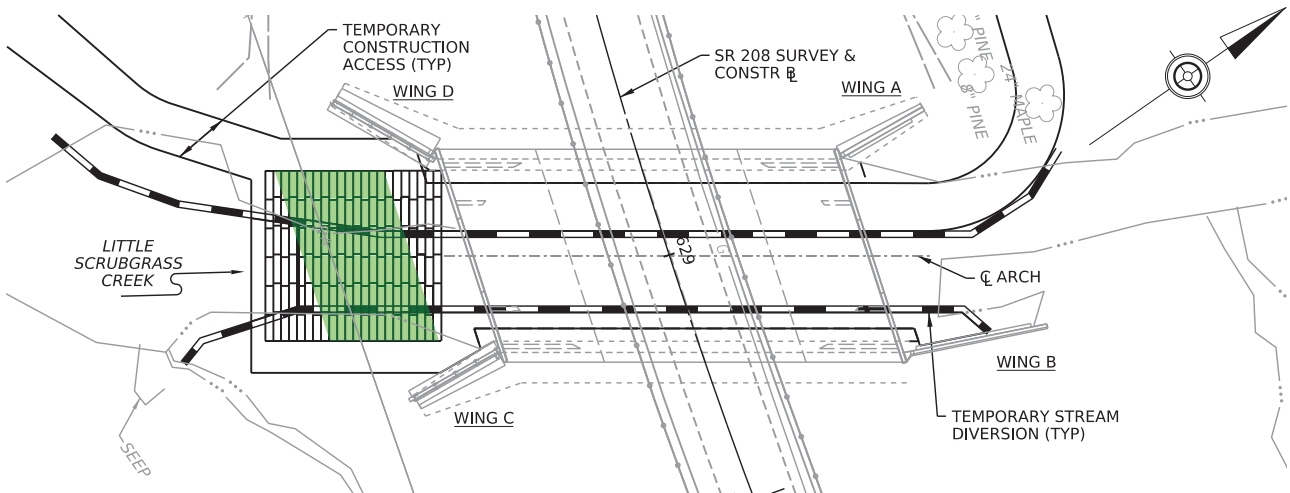 TEMPORARY
CONSTRUCTION
ACCESS (TYP)
WING D
SR 208 SURVEY &
CONSTR ℄
WING A
" PINE
24" MAPLE
8" PINE
LITTLE
SCRUBGRASS
CREEK
629
G
℄ ARCH
WING B
WING C
TEMPORARY STREAM
DIVERSION (TYP)
SEEP